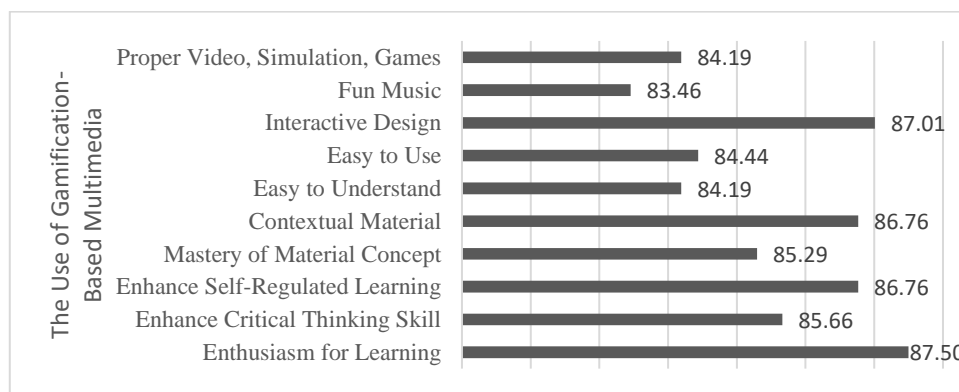 The Use of Gamification-
Based Multimedia
Proper Video, Simulation, Games 84.19
Fun Music 83.46
Interactive Design 87.01
Easy to Use 84.44
Easy to Understand 84.19
Contextual Material 86.76
Mastery of Material Concept 85.29
Enhance Self-Regulated Learning 86.76
Enhance Critical Thinking Skill 85.66
Enthusiasm for Learning 87.50